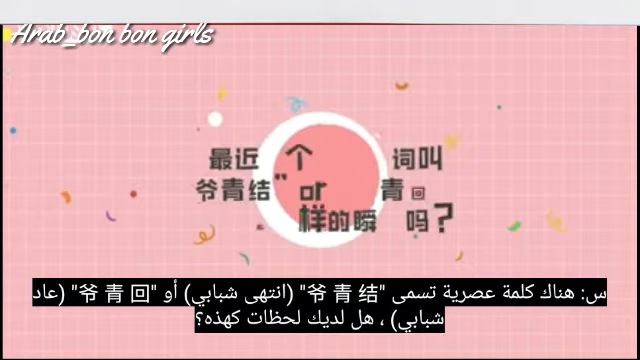 Arab_bon bon girls
最近 个 词叫
爷青结" or 青回
样的瞬 吗？
س: هناك كلمة عصرية تسمى "爷青结" (انتهى شبابي) أو "爷青回" (عاد
شبابي) ، هل لديك لحظات كهذه؟